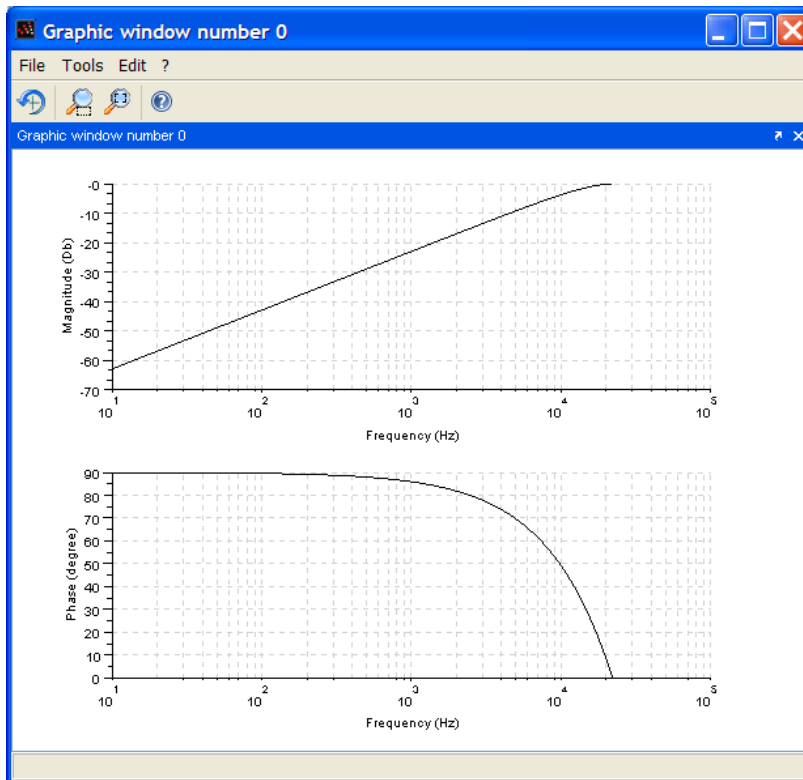 Graphic window number 0
File Tools Edit ?
Graphic window number 0
-0
-10
-20
-30
-40
-50
-60
-70
Magnitude (Db)
1 2 3 4 5
10 10 10 10 10
Frequency (Hz)
90
80
70
60
50
40
30
20
10
0
Phase (degree)
1 2 3 4 5
10 10 10 10 10
Frequency (Hz)